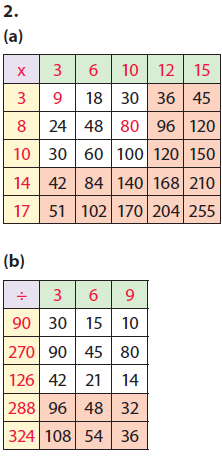 2.
(a)
x 3 6 10 12 15
3 9 18 30 36 45
8 24 48 80 96 120
10 30 60 100 120 150
14 42 84 140 168 210
17 51 102 170 204 255
(b)
÷ 3 6 9
90 30 15 10
270 90 45 80
126 42 21 14
288 96 48 32
324 108 54 36